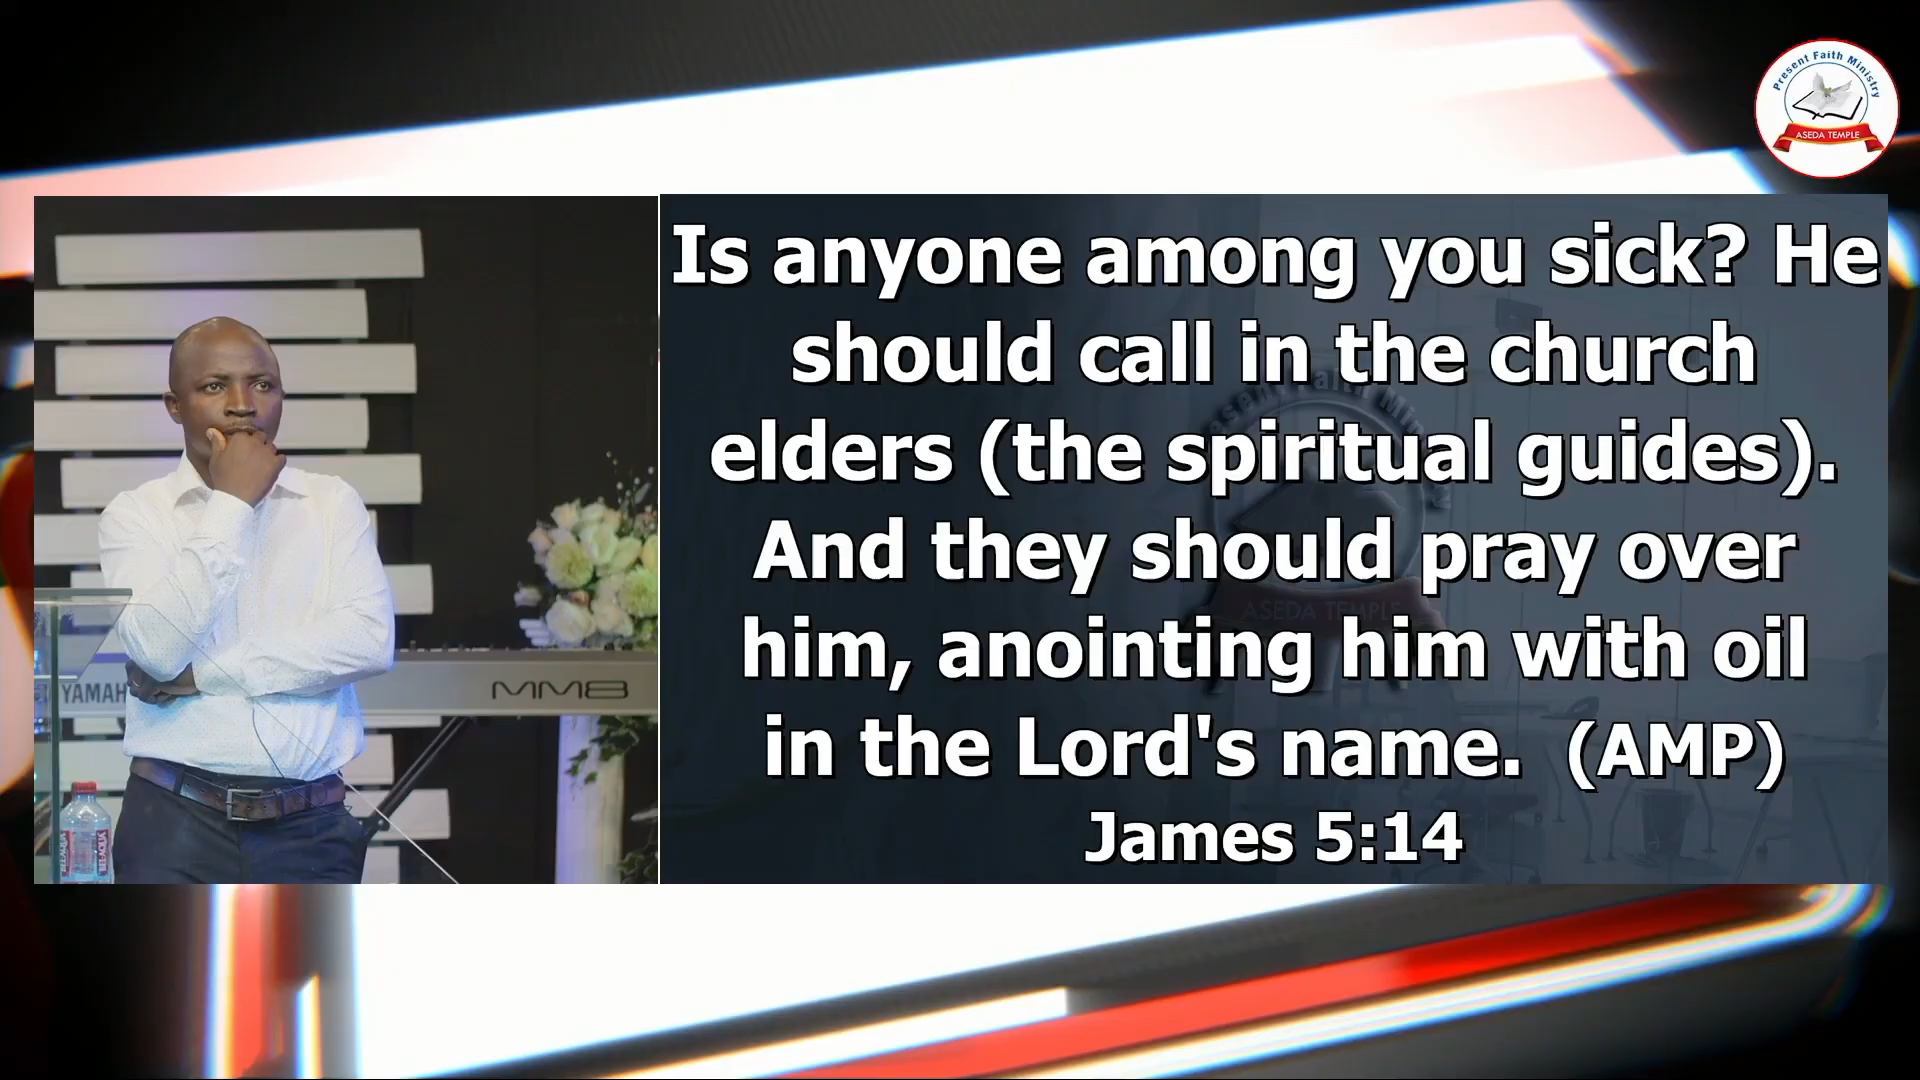 Present Faith Ministry
ASEDA TEMPLE
Is anyone among you sick? He
should call in the church
elders (the spiritual guides).
And they should pray over
him, anointing him with oil
in the Lord's name. (AMP)
James 5:14
YAMAH
MM8
ASEDA TEMPLE